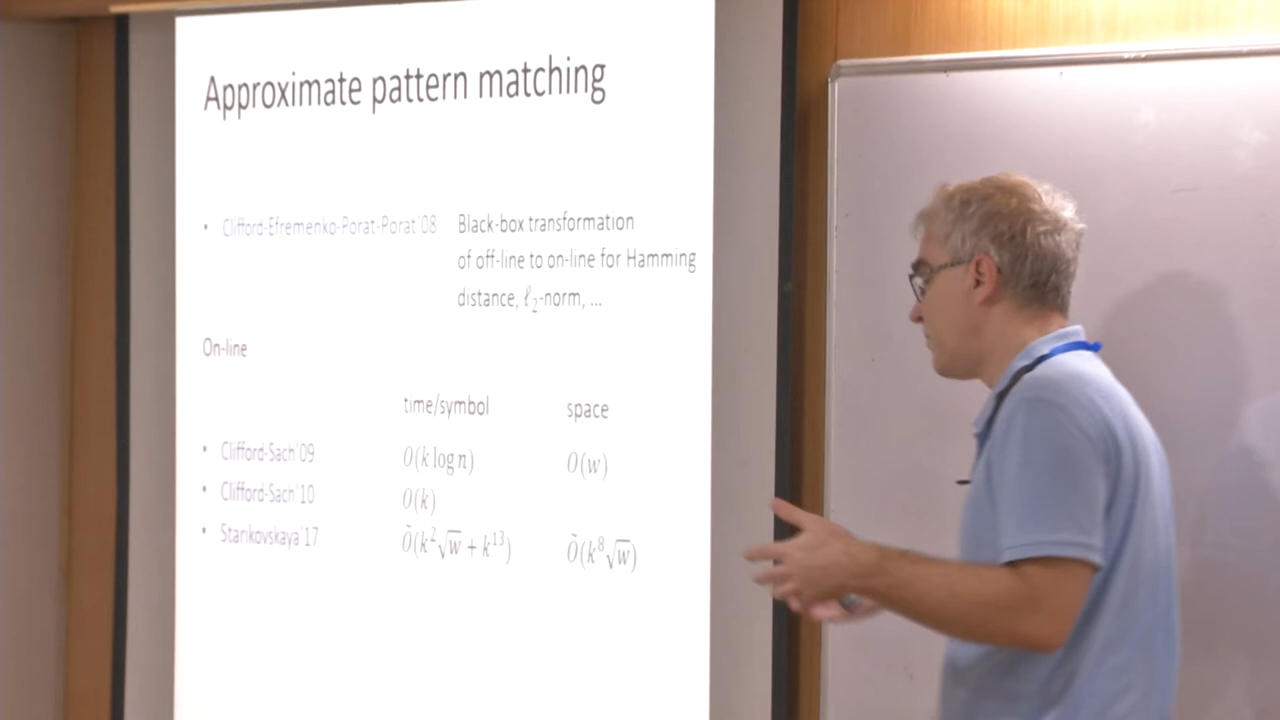 Approximate pattern matching
• Clifford-Efremenko-Porat-Porat'08 Black-box transformation
of off-line to on-line for Hamming
distance, ℓ₂-norm, ...
On-line
time/symbol space
• Clifford-Sach'09 O(k log n) O(w)
• Clifford-Sach'10 O(k)
• Starikovskaya'17 Õ(k²√w + k¹³) Õ(k⁸√w)